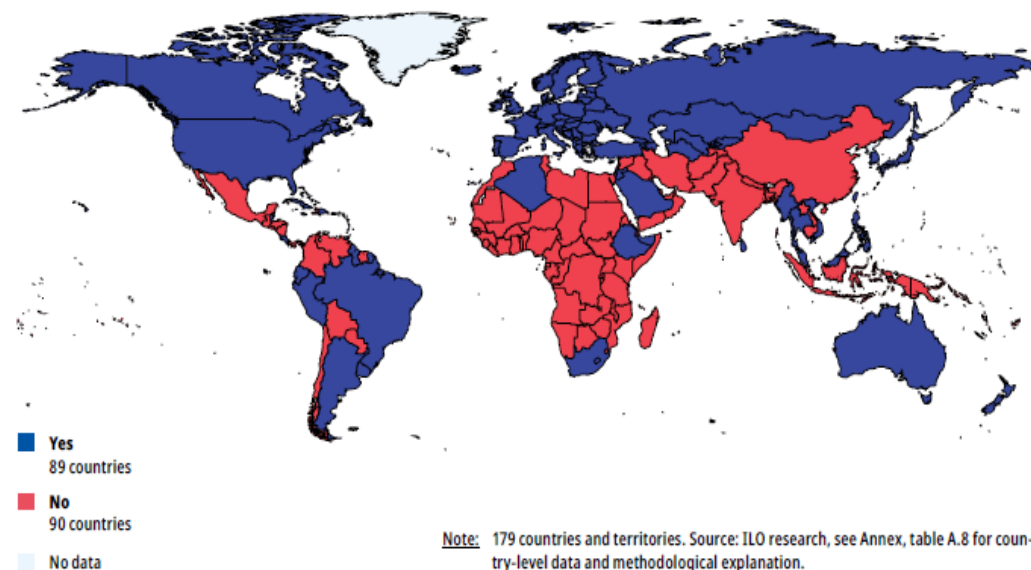 Yes
89 countries
No
90 countries
No data
Note: 179 countries and territories. Source: ILO research, see Annex, table A.8 for coun-
try-level data and methodological explanation.